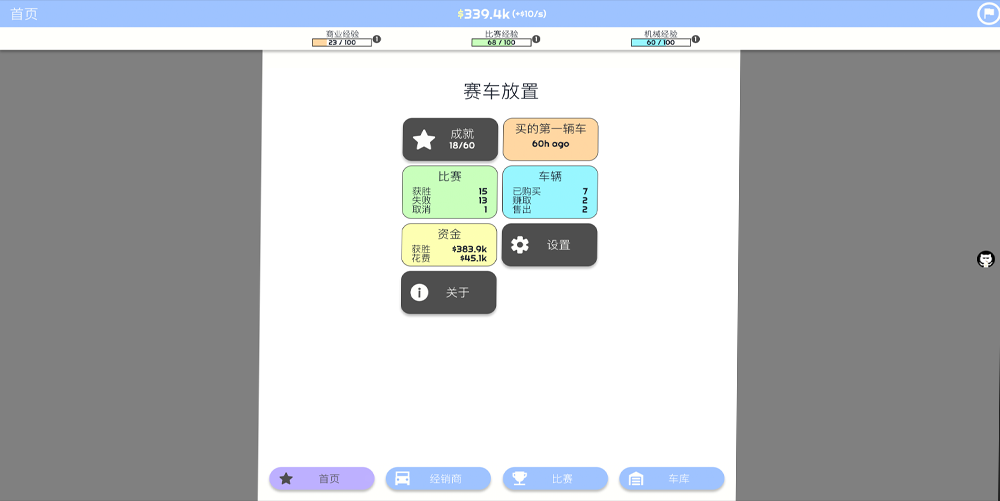 首页
$339.4k (+$10/s)
商业经验
23 / 100
比赛经验
68 / 100
机械经验
60 / 100
赛车放置
成就
18/60
买的第一辆车
60h ago
比赛
获胜 15
失败 13
取消 1
车辆
已购买 7
赚取 2
售出 2
资金
获胜 $383.9k
花费 $45.1k
设置
关于
首页
经销商
比赛
车库